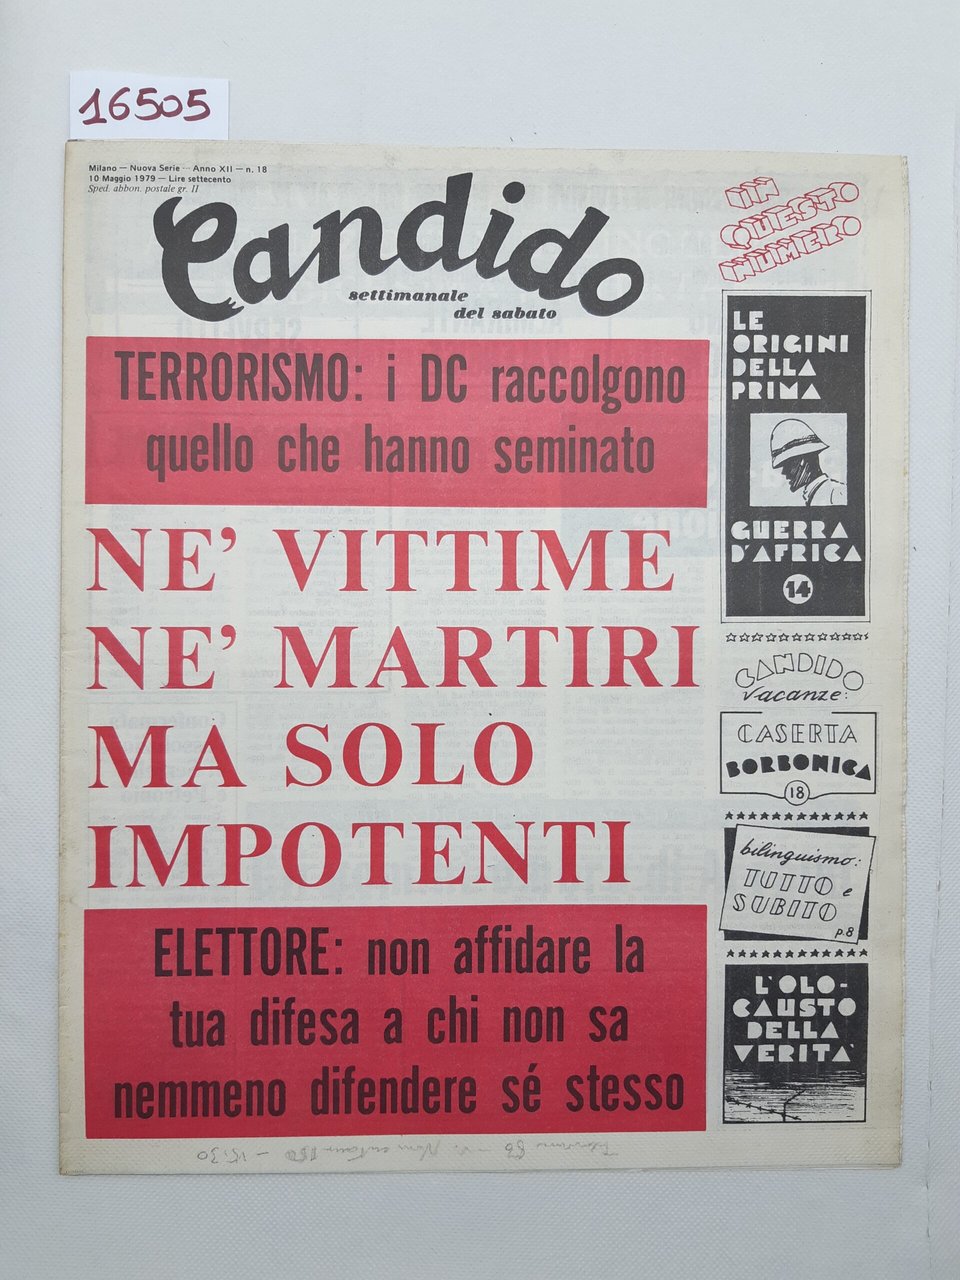 16505
Milano — Nuova Serie — Anno XII — n. 18
10 Maggio 1979 — Lire settecento
Sped. abbon. postale gr. II
Candido
settimanale
del sabato
TERRORISMO: i DC raccolgono
quello che hanno seminato
NE' VITTIME
NE' MARTIRI
MA SOLO
IMPOTENTI
ELETTORE: non affidare la
tua difesa a chi non sa
nemmeno difendere sé stesso
IN
QUESTO
NUMERO
LE
ORIGINI
DELLA
PRIMA
GUERRA
D'AFRICA
14
CANDIDO
vacanze:
CASERTA
BORBONICA
18
bilinguismo:
TUTTO e
SUBITO
p.8
L'OLO-
CAUSTO
DELLA
VERITA'